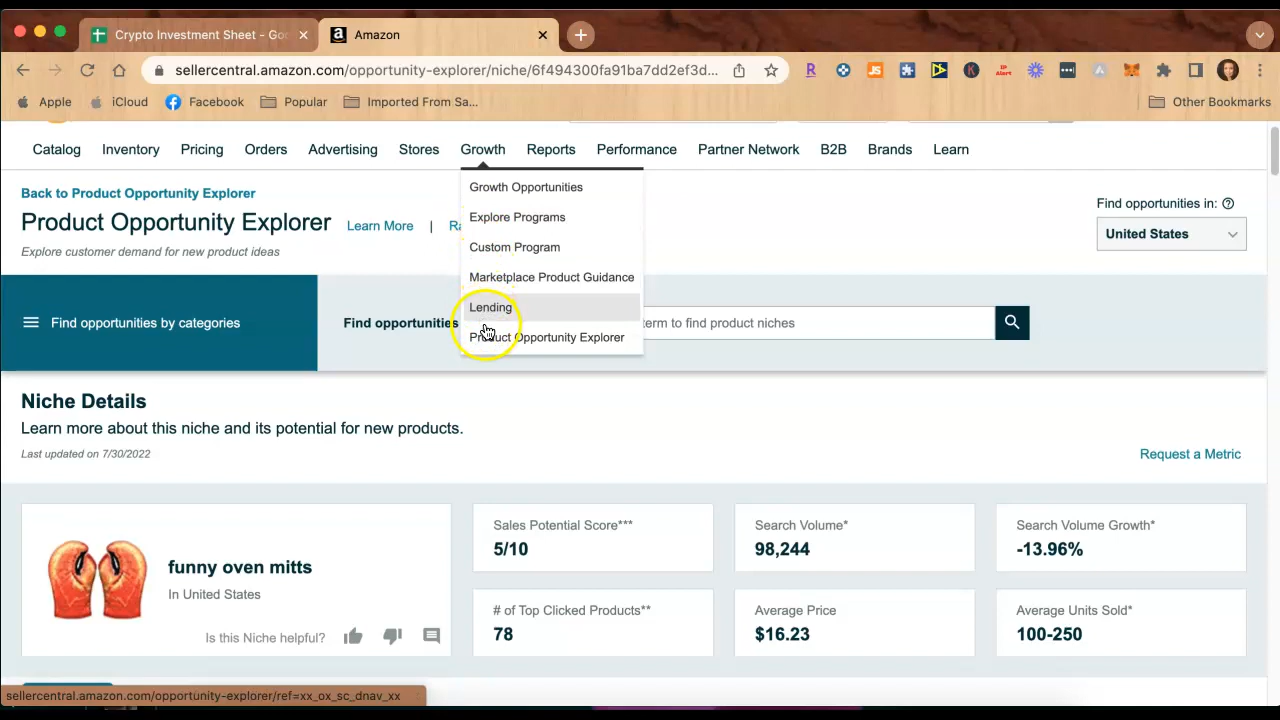 Crypto Investment Sheet - Goo
Amazon
sellercentral.amazon.com/opportunity-explorer/niche/6f494300fa91ba7dd2ef3d...
Apple
iCloud
Facebook
Popular
Imported From Sa...
Other Bookmarks
Catalog
Inventory
Pricing
Orders
Advertising
Stores
Growth
Reports
Performance
Partner Network
B2B
Brands
Learn
Growth Opportunities
Explore Programs
Custom Program
Marketplace Product Guidance
Lending
Product Opportunity Explorer
Back to Product Opportunity Explorer
Product Opportunity Explorer
Learn More | Ra
Explore customer demand for new product ideas
Find opportunities in:
United States
Find opportunities by categories
Find opportunities
term to find product niches
Niche Details
Learn more about this niche and its potential for new products.
Last updated on 7/30/2022
Request a Metric
funny oven mitts
In United States
Is this Niche helpful?
Sales Potential Score***
5/10
Search Volume*
98,244
Search Volume Growth*
-13.96%
# of Top Clicked Products**
78
Average Price
$16.23
Average Units Sold*
100-250
sellercentral.amazon.com/opportunity-explorer/ref=xx_ox_sc_dnav_xx